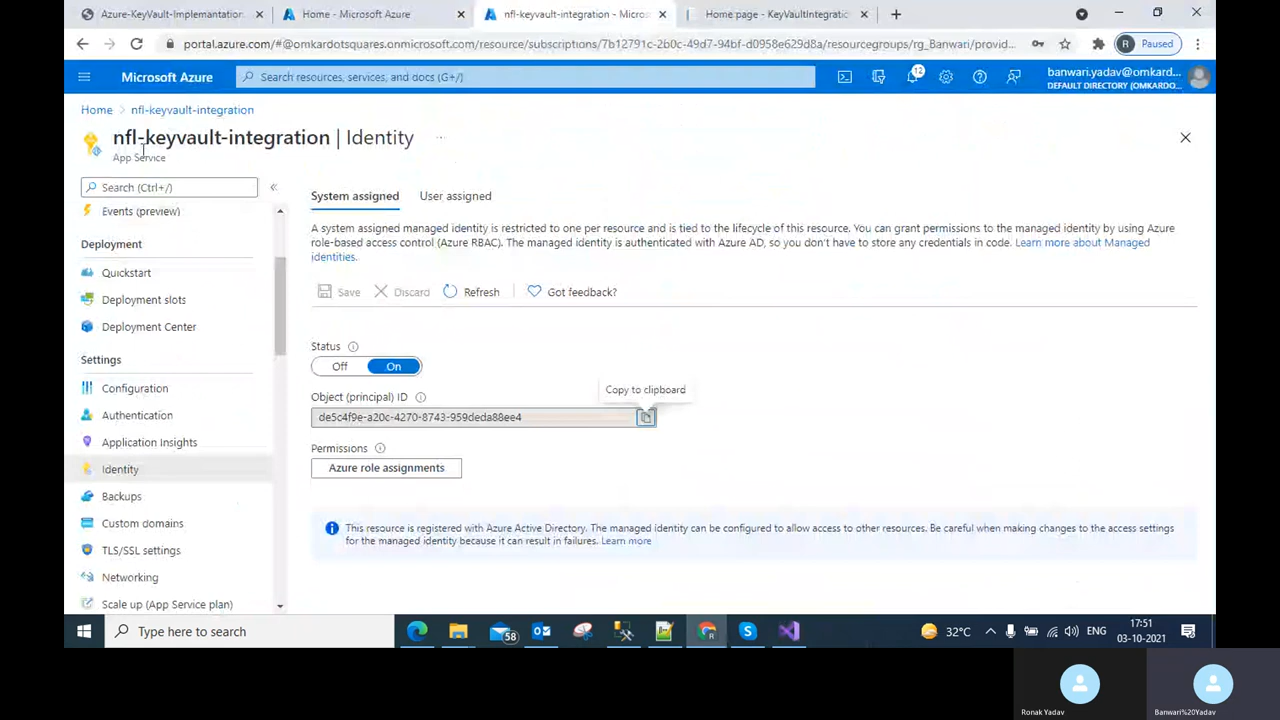 Azure-KeyVault-Implemantation
Home - Microsoft Azure
nfl-keyvault-integration - Micros
Home page - KeyVaultIntegratic
portal.azure.com/#@omkardotsquares.onmicrosoft.com/resource/subscriptions/7b12791c-2b0c-49d7-94bf-d0958e629d8a/resourcegroups/rg_Banwari/provid...
R Paused
Microsoft Azure
Search resources, services, and docs (G+/)
12
banwari.yadav@omkard...
DEFAULT DIRECTORY (OMKARDO...
Home > nfl-keyvault-integration
nfl-keyvault-integration | Identity ...
App Service
Search (Ctrl+/)
Events (preview)
Deployment
Quickstart
Deployment slots
Deployment Center
Settings
Configuration
Authentication
Application Insights
Identity
Backups
Custom domains
TLS/SSL settings
Networking
Scale up (App Service plan)
System assigned
User assigned
A system assigned managed identity is restricted to one per resource and is tied to the lifecycle of this resource. You can grant permissions to the managed identity by using Azure
role-based access control (Azure RBAC). The managed identity is authenticated with Azure AD, so you don't have to store any credentials in code. Learn more about Managed
identities.
Save
Discard
Refresh
Got feedback?
Status
Off
On
Copy to clipboard
Object (principal) ID
de5c4f9e-a20c-4270-8743-959deda88ee4
Permissions
Azure role assignments
This resource is registered with Azure Active Directory. The managed identity can be configured to allow access to other resources. Be careful when making changes to the access settings
for the managed identity because it can result in failures. Learn more
Type here to search
58
32°C
ENG
17:51
03-10-2021
Ronak Yadav
Banwari%20Yadav